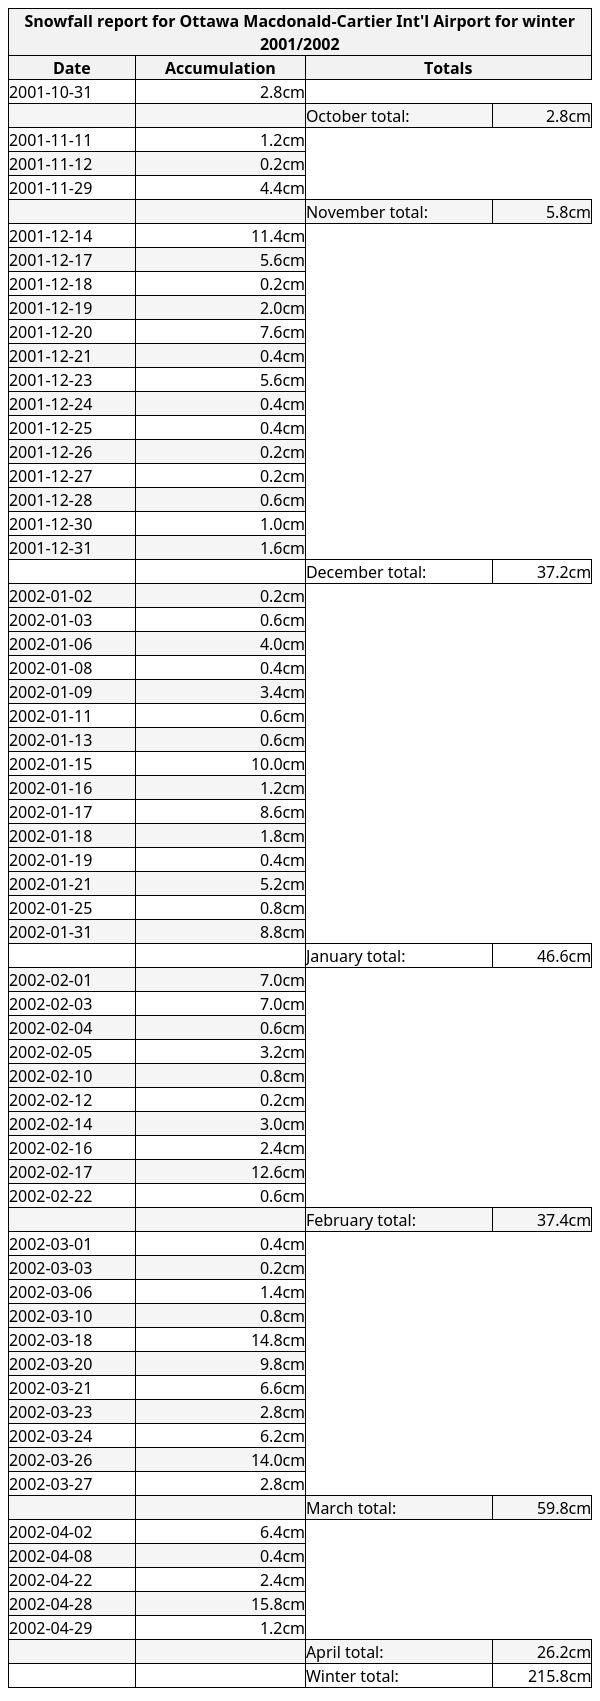 Snowfall report for Ottawa Macdonald-Cartier Int'l Airport for winter
2001/2002
Date Accumulation Totals
2001-10-31 2.8cm
October total: 2.8cm
2001-11-11 1.2cm
2001-11-12 0.2cm
2001-11-29 4.4cm
November total: 5.8cm
2001-12-14 11.4cm
2001-12-17 5.6cm
2001-12-18 0.2cm
2001-12-19 2.0cm
2001-12-20 7.6cm
2001-12-21 0.4cm
2001-12-23 5.6cm
2001-12-24 0.4cm
2001-12-25 0.4cm
2001-12-26 0.2cm
2001-12-27 0.2cm
2001-12-28 0.6cm
2001-12-30 1.0cm
2001-12-31 1.6cm
December total: 37.2cm
2002-01-02 0.2cm
2002-01-03 0.6cm
2002-01-06 4.0cm
2002-01-08 0.4cm
2002-01-09 3.4cm
2002-01-11 0.6cm
2002-01-13 0.6cm
2002-01-15 10.0cm
2002-01-16 1.2cm
2002-01-17 8.6cm
2002-01-18 1.8cm
2002-01-19 0.4cm
2002-01-21 5.2cm
2002-01-25 0.8cm
2002-01-31 8.8cm
January total: 46.6cm
2002-02-01 7.0cm
2002-02-03 7.0cm
2002-02-04 0.6cm
2002-02-05 3.2cm
2002-02-10 0.8cm
2002-02-12 0.2cm
2002-02-14 3.0cm
2002-02-16 2.4cm
2002-02-17 12.6cm
2002-02-22 0.6cm
February total: 37.4cm
2002-03-01 0.4cm
2002-03-03 0.2cm
2002-03-06 1.4cm
2002-03-10 0.8cm
2002-03-18 14.8cm
2002-03-20 9.8cm
2002-03-21 6.6cm
2002-03-23 2.8cm
2002-03-24 6.2cm
2002-03-26 14.0cm
2002-03-27 2.8cm
March total: 59.8cm
2002-04-02 6.4cm
2002-04-08 0.4cm
2002-04-22 2.4cm
2002-04-28 15.8cm
2002-04-29 1.2cm
April total: 26.2cm
Winter total: 215.8cm